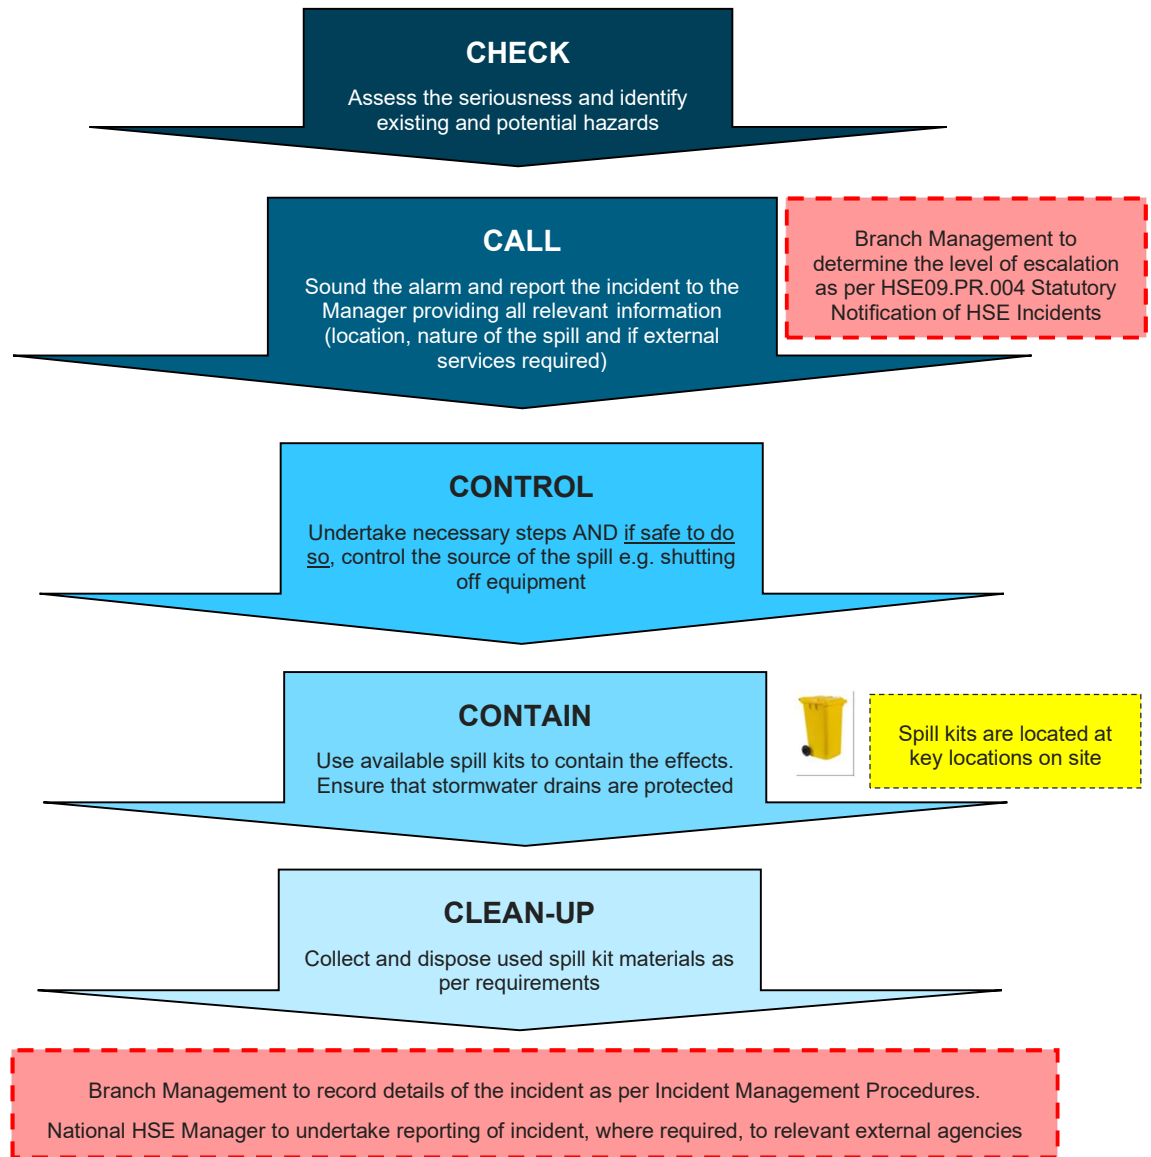 CHECK
Assess the seriousness and identify
existing and potential hazards
CALL
Sound the alarm and report the incident to the
Manager providing all relevant information
(location, nature of the spill and if external
services required)
Branch Management to
determine the level of escalation
as per HSE09.PR.004 Statutory
Notification of HSE Incidents
CONTROL
Undertake necessary steps AND if safe to do
so, control the source of the spill e.g. shutting
off equipment
CONTAIN
Use available spill kits to contain the effects.
Ensure that stormwater drains are protected
Spill kits are located at
key locations on site
CLEAN-UP
Collect and dispose used spill kit materials as
per requirements
Branch Management to record details of the incident as per Incident Management Procedures.
National HSE Manager to undertake reporting of incident, where required, to relevant external agencies